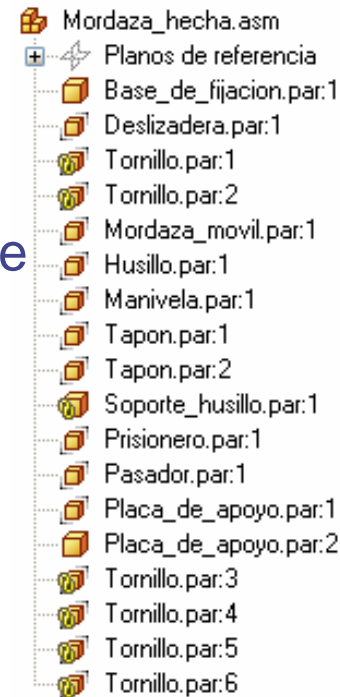 Mordaza_hecha.asm
Planos de referencia
Base_de_fijacion.par:1
Deslizadera.par:1
Tornillo.par:1
Tornillo.par:2
Mordaza_movil.par:1
e
Husillo.par:1
Manivela.par:1
Tapon.par:1
Tapon.par:2
Soporte_husillo.par:1
Prisionero.par:1
Pasador.par:1
Placa_de_apoyo.par:1
Placa_de_apoyo.par:2
Tornillo.par:3
Tornillo.par:4
Tornillo.par:5
Tornillo.par:6